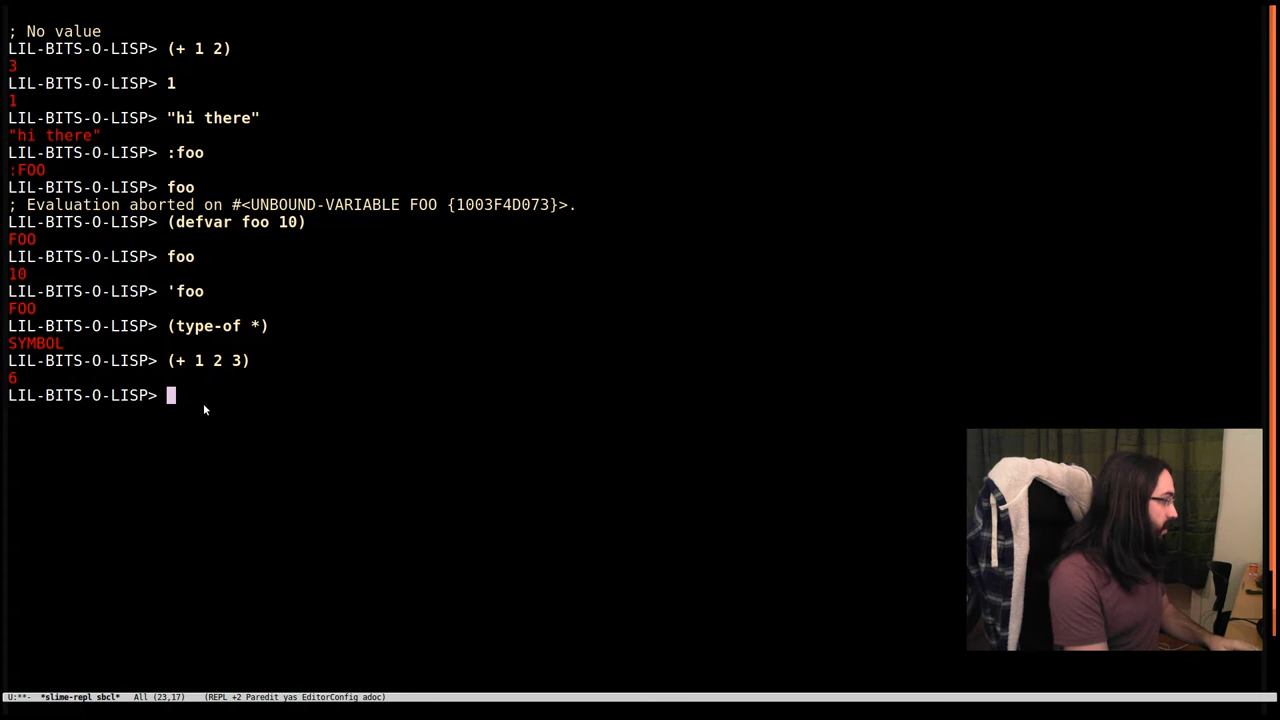 ; No value
LIL-BITS-O-LISP> (+ 1 2)
3
LIL-BITS-O-LISP> 1
1
LIL-BITS-O-LISP> "hi there"
"hi there"
LIL-BITS-O-LISP> :foo
:FOO
LIL-BITS-O-LISP> foo
; Evaluation aborted on #<UNBOUND-VARIABLE FOO {1003F4D073}>.
LIL-BITS-O-LISP> (defvar foo 10)
FOO
LIL-BITS-O-LISP> foo
10
LIL-BITS-O-LISP> 'foo
FOO
LIL-BITS-O-LISP> (type-of *)
SYMBOL
LIL-BITS-O-LISP> (+ 1 2 3)
6
LIL-BITS-O-LISP>
U:**-  *slime-repl sbcl*   All (23,17)    (REPL +2 Paredit yas EditorConfig adoc)